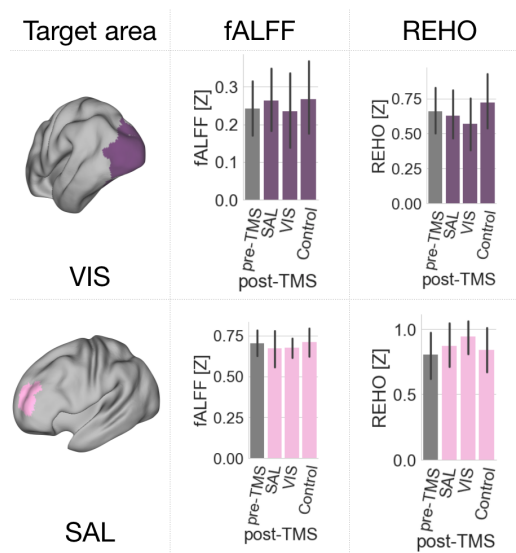 Target area fALFF REHO
fALFF [Z]
0.3
0.2
0.1
0.0
pre-TMS SAL VIS Control
post-TMS
REHO [Z]
0.75
0.50
0.25
0.00
pre-TMS SAL VIS Control
post-TMS
VIS
fALFF [Z]
0.75
0.50
0.25
0.00
pre-TMS SAL VIS Control
post-TMS
REHO [Z]
1.0
0.5
0.0
pre-TMS SAL VIS Control
post-TMS
SAL